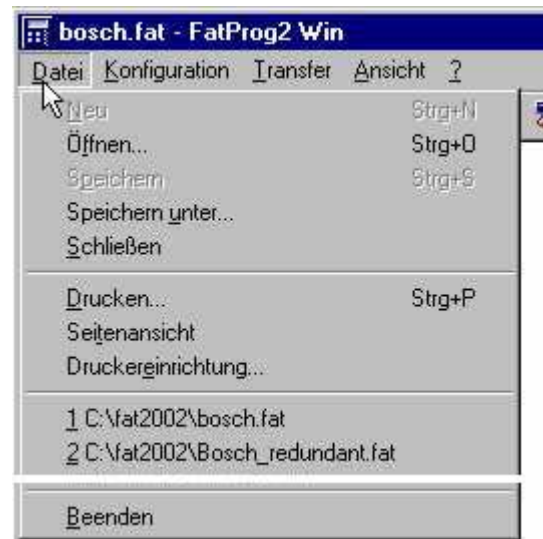 bosch.fat - FatProg2 Win
Datei Konfiguration Transfer Ansicht ?
Neu Strg+N
Öffnen... Strg+O
Speichern Strg+S
Speichern unter...
Schließen
Drucken... Strg+P
Seitenansicht
Druckereinrichtung...
1 C:\fat2002\bosch.fat
2 C:\fat2002\Bosch_redundant.fat
Beenden